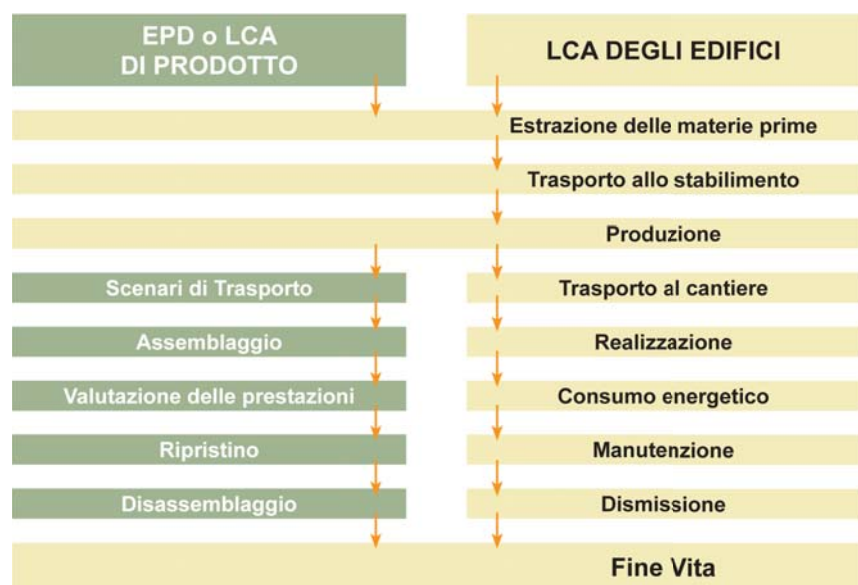 EPD o LCA
DI PRODOTTO
LCA DEGLI EDIFICI
Estrazione delle materie prime
Trasporto allo stabilimento
Produzione
Scenari di Trasporto
Trasporto al cantiere
Assemblaggio
Realizzazione
Valutazione delle prestazioni
Consumo energetico
Ripristino
Manutenzione
Disassemblaggio
Dismissione
Fine Vita